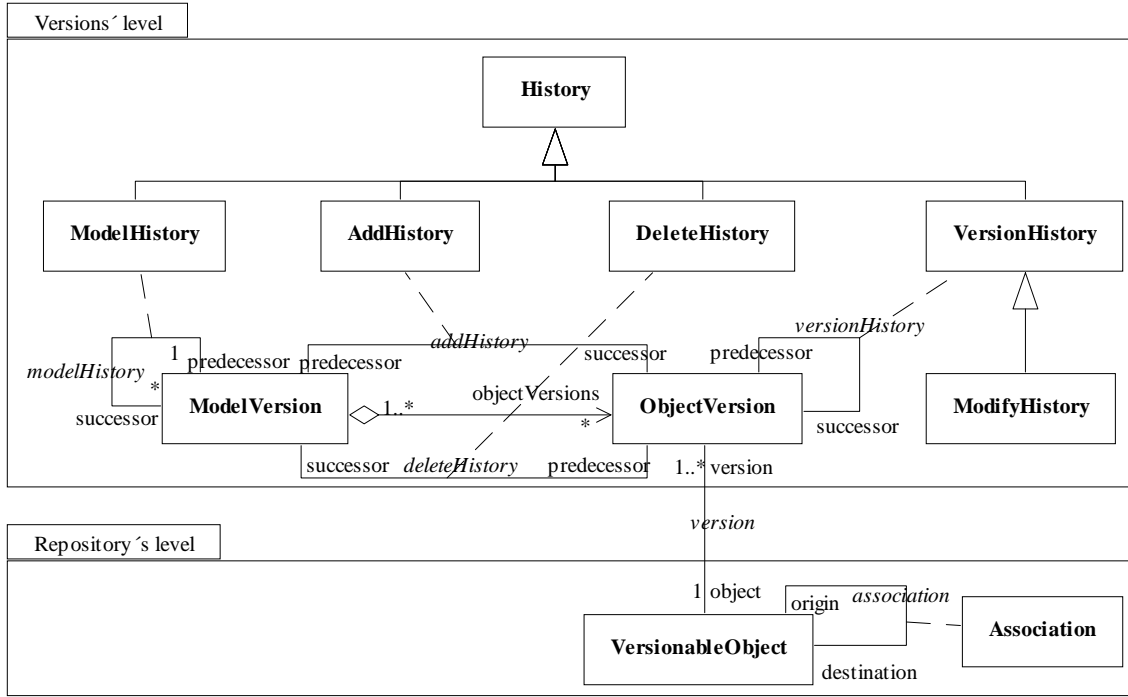 Versions´ level
History
ModelHistory
AddHistory
DeleteHistory
VersionHistory
addHistory
versionHistory
1
predecessor
predecessor
successor
predecessor
modelHistory
*
successor
ModelVersion
1..*
objectVersions
*
ObjectVersion
successor
ModifyHistory
successor
deleteHistory
predecessor
1..* version
version
Repository´s level
1 object
origin
association
VersionableObject
destination
Association